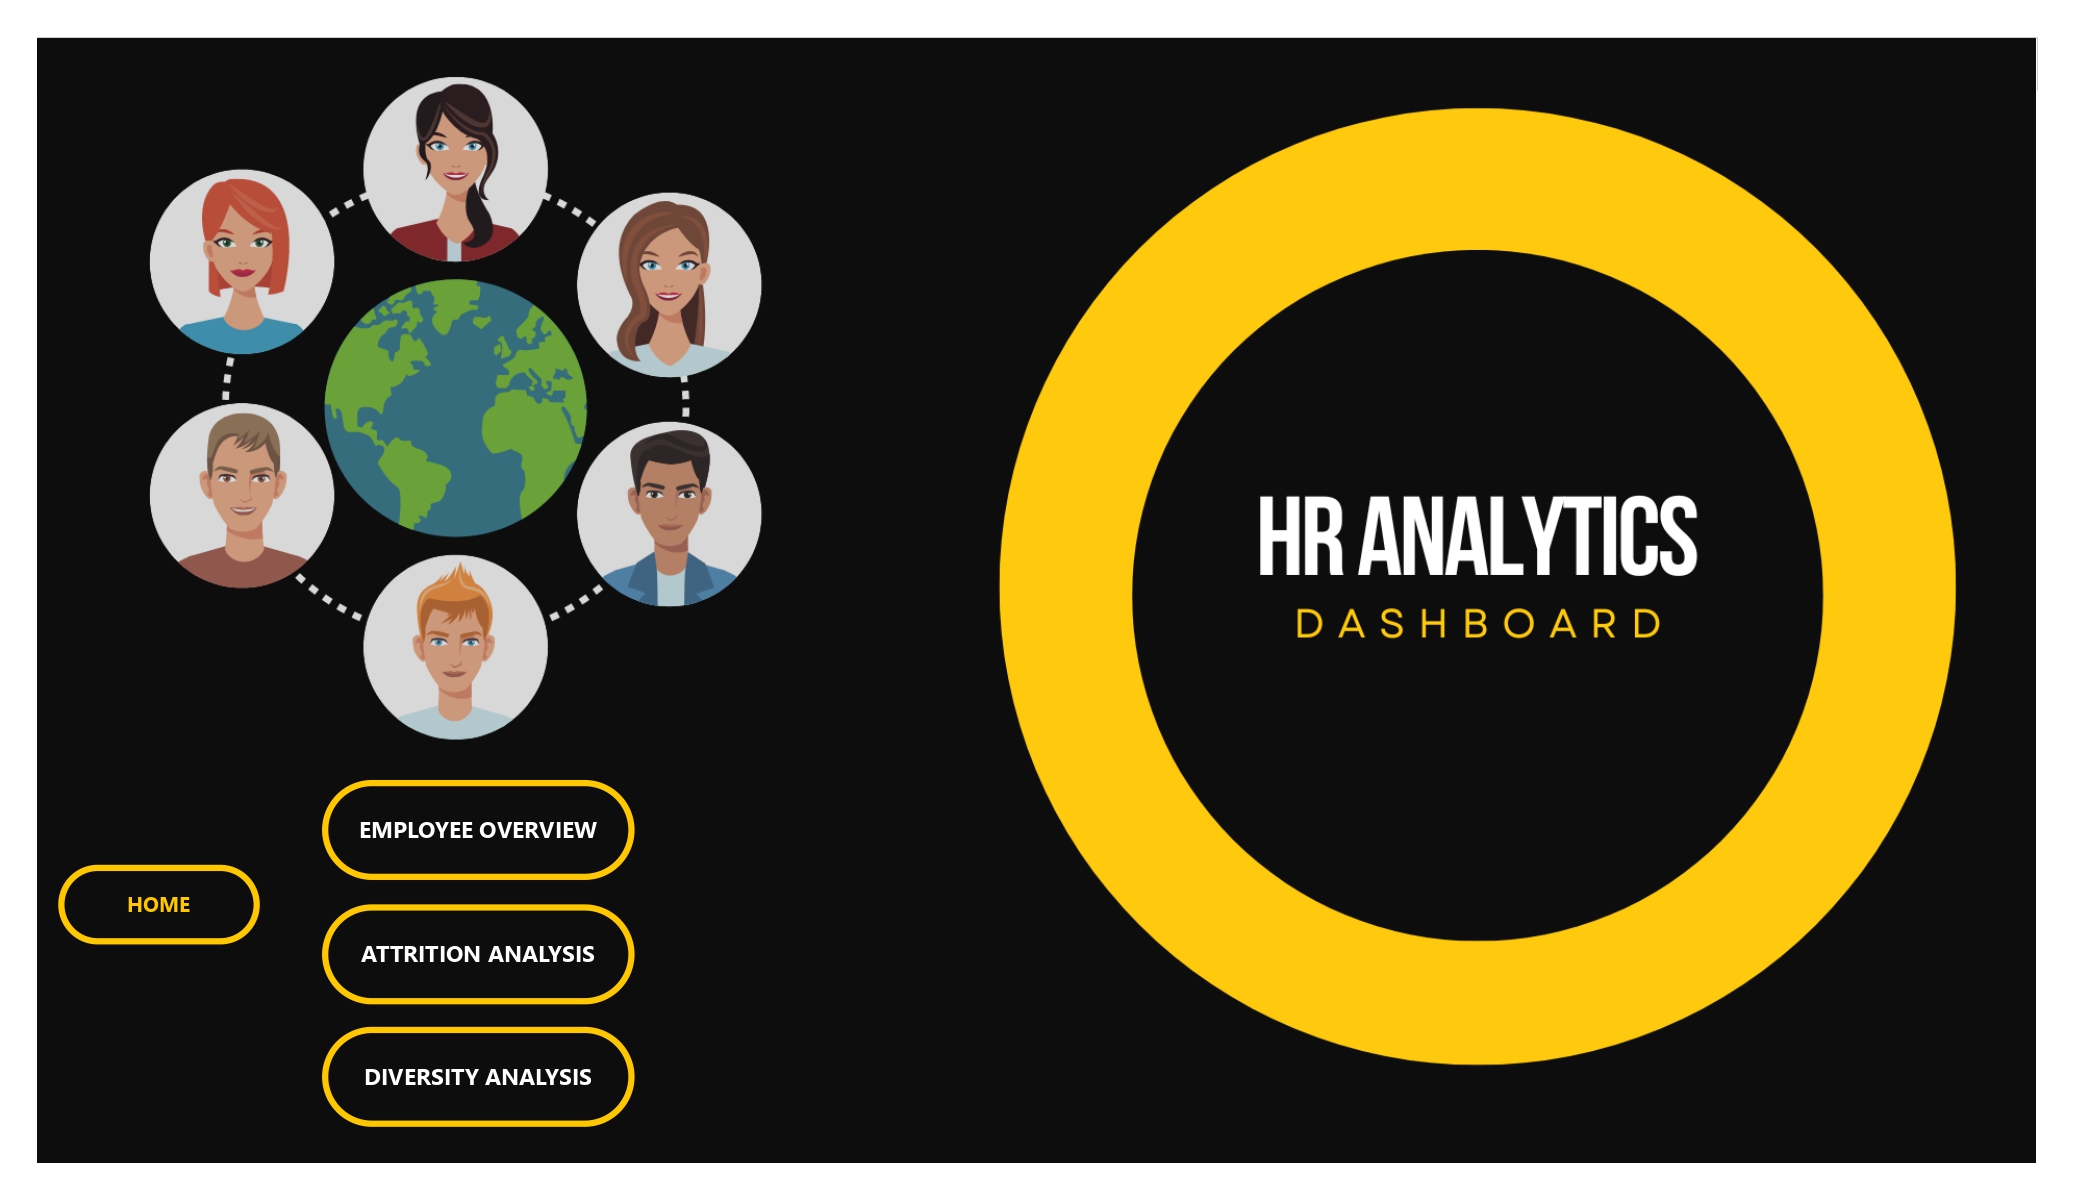 HR ANALYTICS
DASHBOARD
EMPLOYEE OVERVIEW
HOME
ATTRITION ANALYSIS
DIVERSITY ANALYSIS